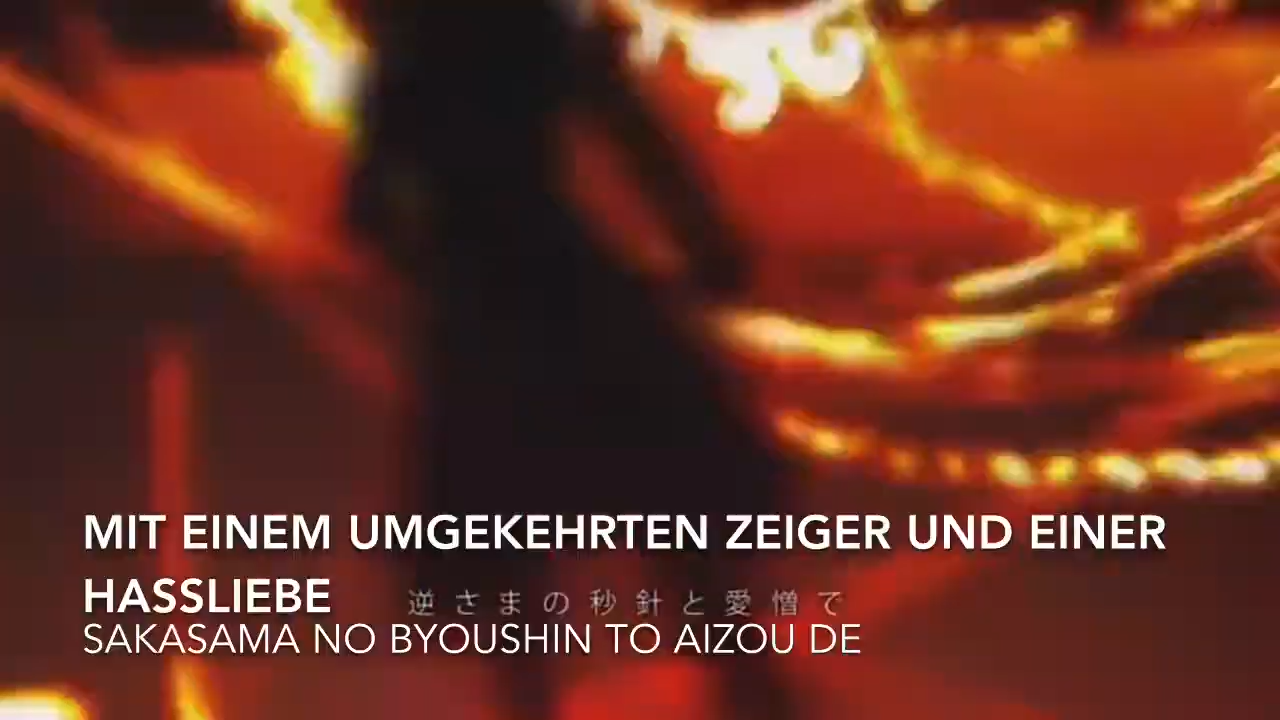 MIT EINEM UMGEKEHRTEN ZEIGER UND EINER
HASSLIEBE
逆さまの秒針と愛憎で
SAKASAMA NO BYOUSHIN TO AIZOU DE